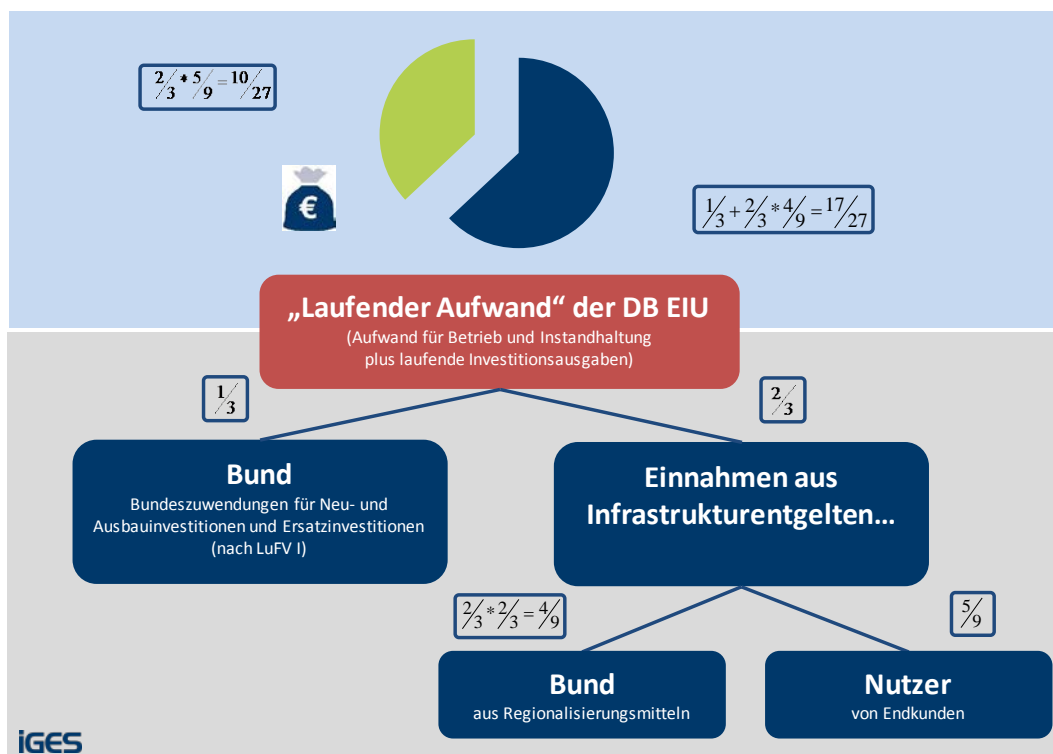 2/3 * 5/9 = 10/27
€
1/3 + 2/3 * 4/9 = 17/27
„Laufender Aufwand“ der DB EIU
(Aufwand für Betrieb und Instandhaltung
plus laufende Investitionsausgaben)
1/3
2/3
Bund
Bundeszuwendungen für Neu- und
Ausbauinvestitionen und Ersatzinvestitionen
(nach LuFV I)
Einnahmen aus
Infrastrukturentgelten…
2/3 * 2/3 = 4/9
5/9
Bund
aus Regionalisierungsmitteln
Nutzer
von Endkunden
iGES